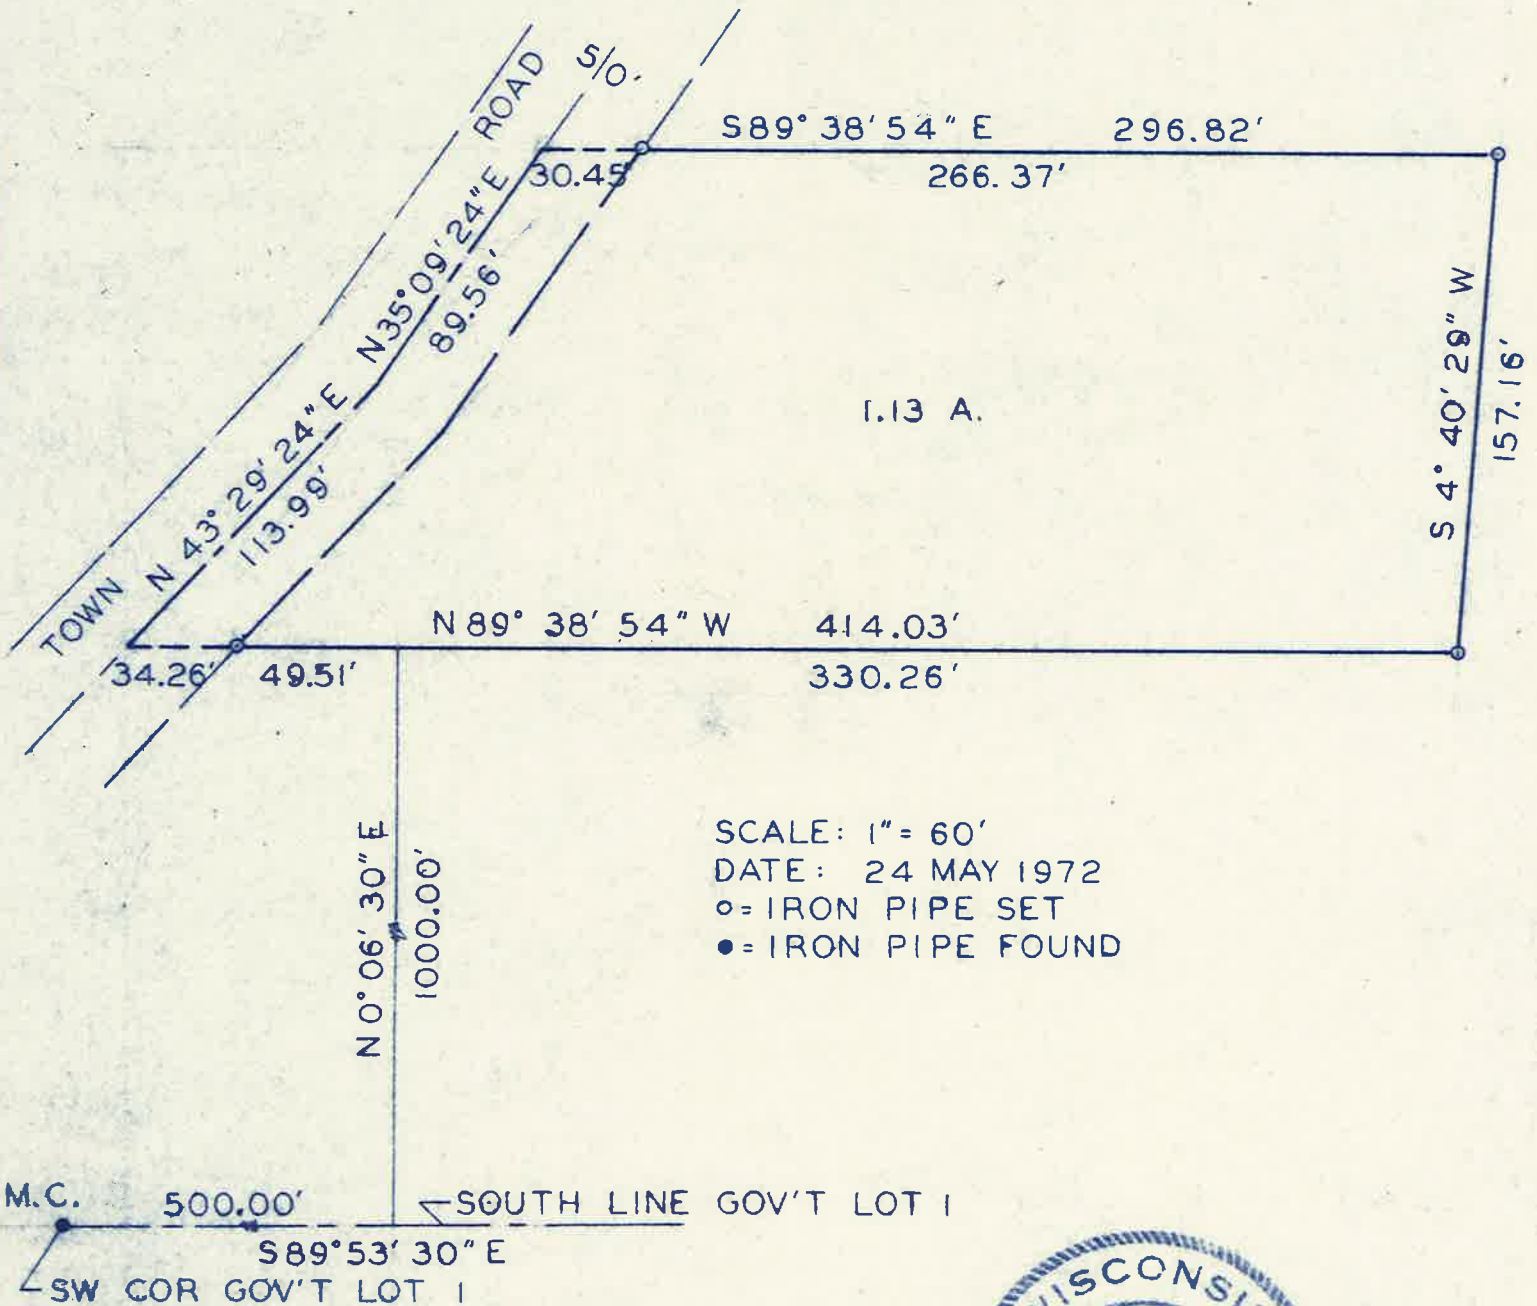 S/O.
TOWN ROAD
S89° 38' 54" E 296.82'
30.45'
266.37'
N35°09'24"E
89.56'
N 43° 29' 24" E
113.99'
S 4° 40' 29" W
157.16'
1.13 A.
N 89° 38' 54" W 414.03'
34.26' 49.51' 330.26'
N 0° 06' 30" E
1000.00'
SCALE: 1" = 60'
DATE: 24 MAY 1972
o = IRON PIPE SET
● = IRON PIPE FOUND
M.C. 500.00' SOUTH LINE GOV'T LOT 1
S89°53' 30" E
SW COR GOV'T LOT 1